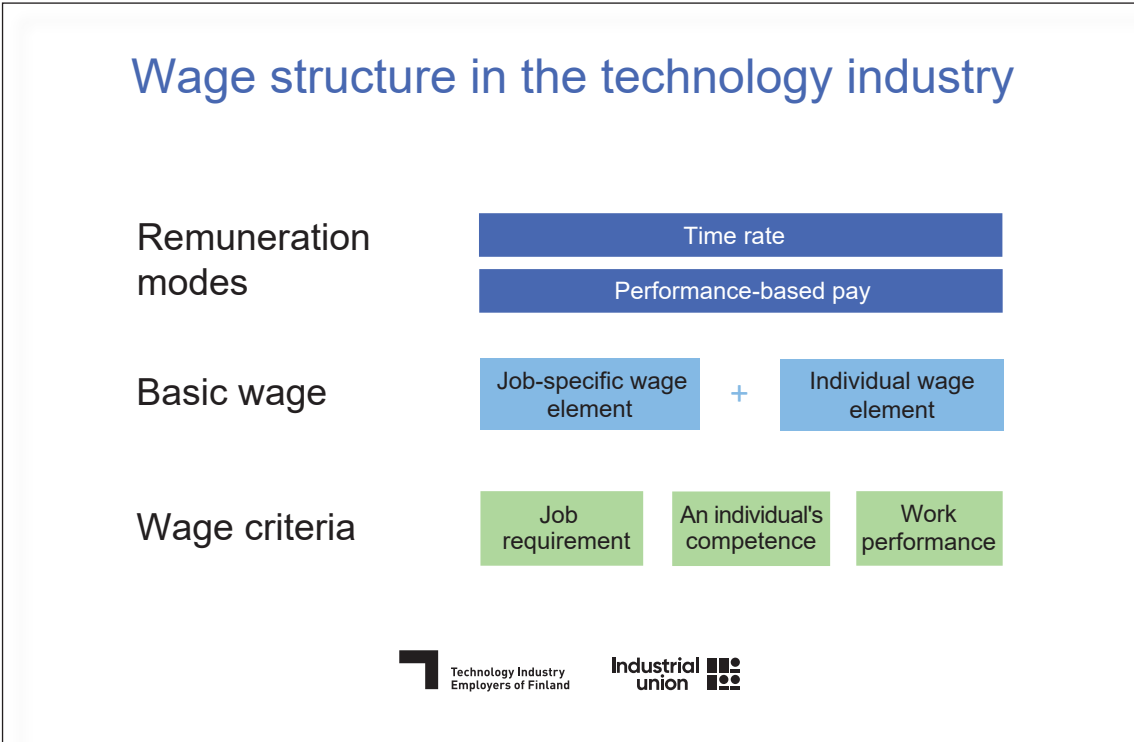 Wage structure in the technology industry
Remuneration
modes
Time rate
Performance-based pay
Basic wage
Job-specific wage
element
+
Individual wage
element
Wage criteria
Job
requirement
An individual's
competence
Work
performance
Technology Industry
Employers of Finland
Industrial
union